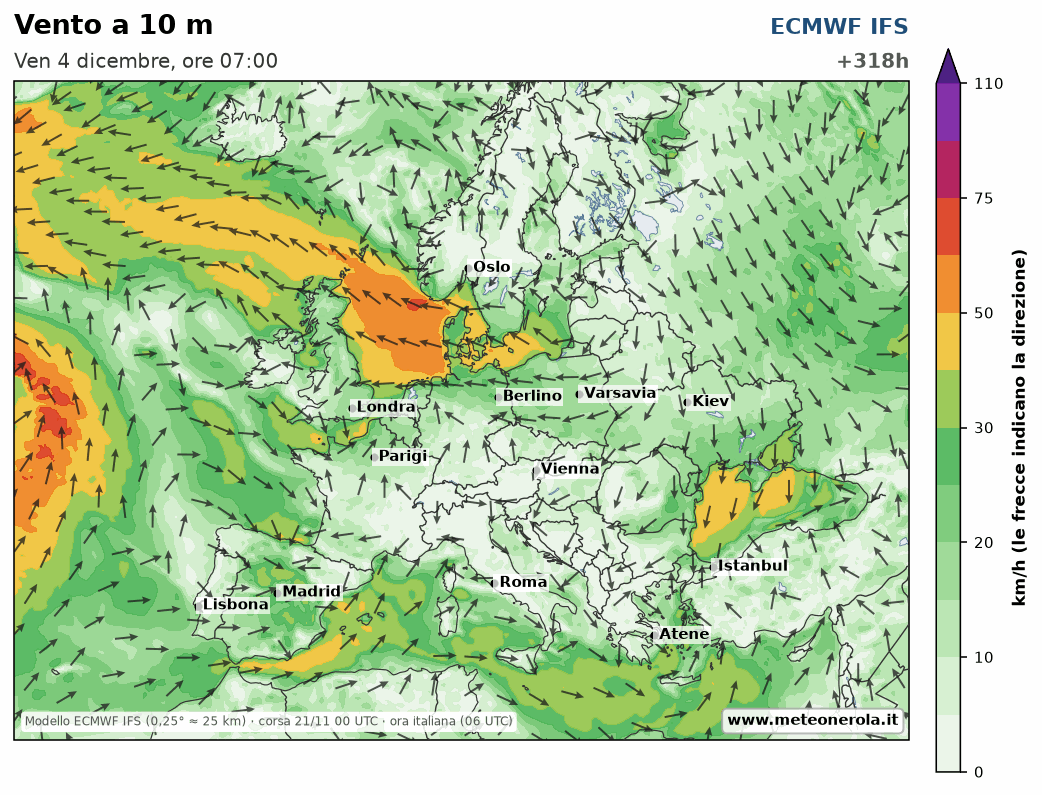 Vento a 10 m
ECMWF IFS
Ven 4 dicembre, ore 07:00
+318h
110
75
50
30
20
10
0
km/h (le frecce indicano la direzione)
Oslo
Berlino
Varsavia
Kiev
Londra
Parigi
Vienna
Istanbul
Roma
Madrid
Lisbona
Atene
Modello ECMWF IFS (0,25° ≈ 25 km) · corsa 21/11 00 UTC · ora italiana (06 UTC)
www.meteonerola.it